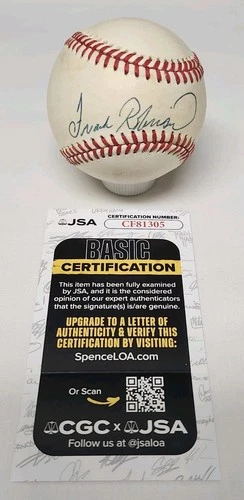 Frank Robinson
JSA
CERTIFICATION NUMBER:
CF81305
BASIC
CERTIFICATION
This item has been fully examined
by JSA, and it is the considered
opinion of our expert authenticators
that the signature(s) is/are genuine.
UPGRADE TO A LETTER OF
AUTHENTICITY & VERIFY THIS
CERTIFICATION BY VISITING:
SpenceLOA.com
Or Scan
CGC x JSA
Follow us at @jsaloa